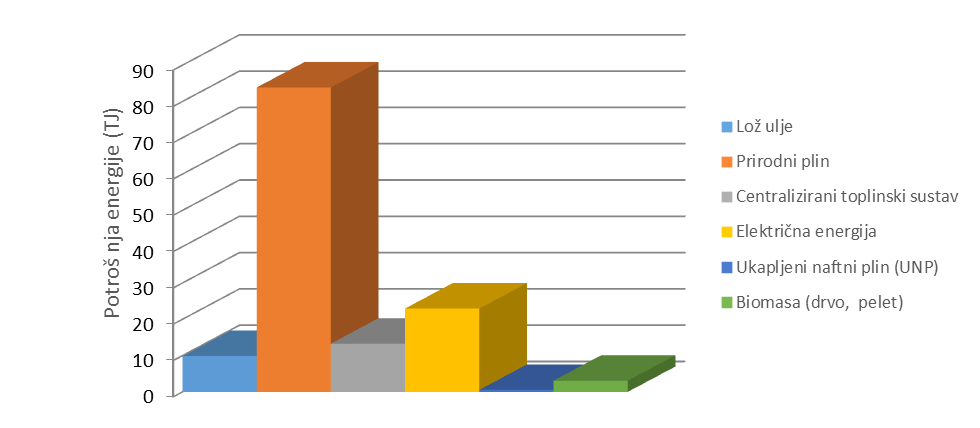 90
80
70
60
50
40
30
20
10
0
Potroš nja energije (TJ)
Lož ulje
Prirodni plin
Centralizirani toplinski sustav
Električna energija
Ukapljeni naftni plin (UNP)
Biomasa (drvo, pelet)